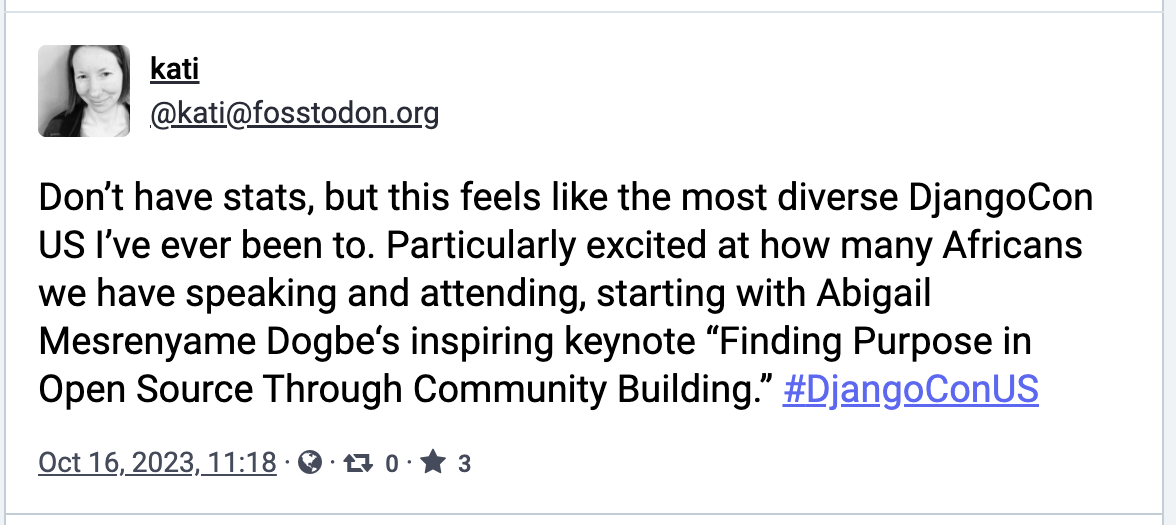 kati
@kati@fosstodon.org
Don’t have stats, but this feels like the most diverse DjangoCon
US I’ve ever been to. Particularly excited at how many Africans
we have speaking and attending, starting with Abigail
Mesrenyame Dogbe‘s inspiring keynote “Finding Purpose in
Open Source Through Community Building.” #DjangoConUS
Oct 16, 2023, 11:18 · · 0 · 3